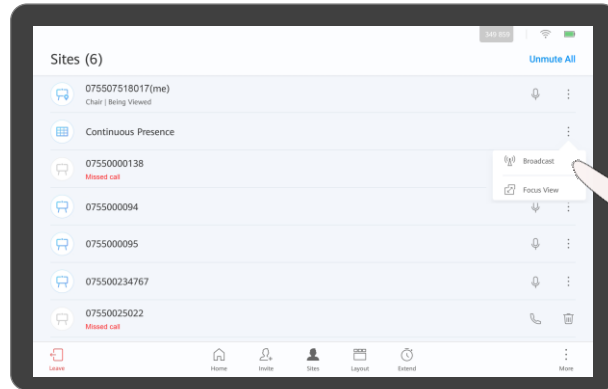 Sites (6)
Unmute All
075507518017(me)
Chair | Being Viewed
Continuous Presence
07550000138
Missed call
Broadcast
Focus View
0755000094
0755000095
075500234767
07550025022
Missed call
Leave
Home
Invite
Sites
Layout
Extend
More